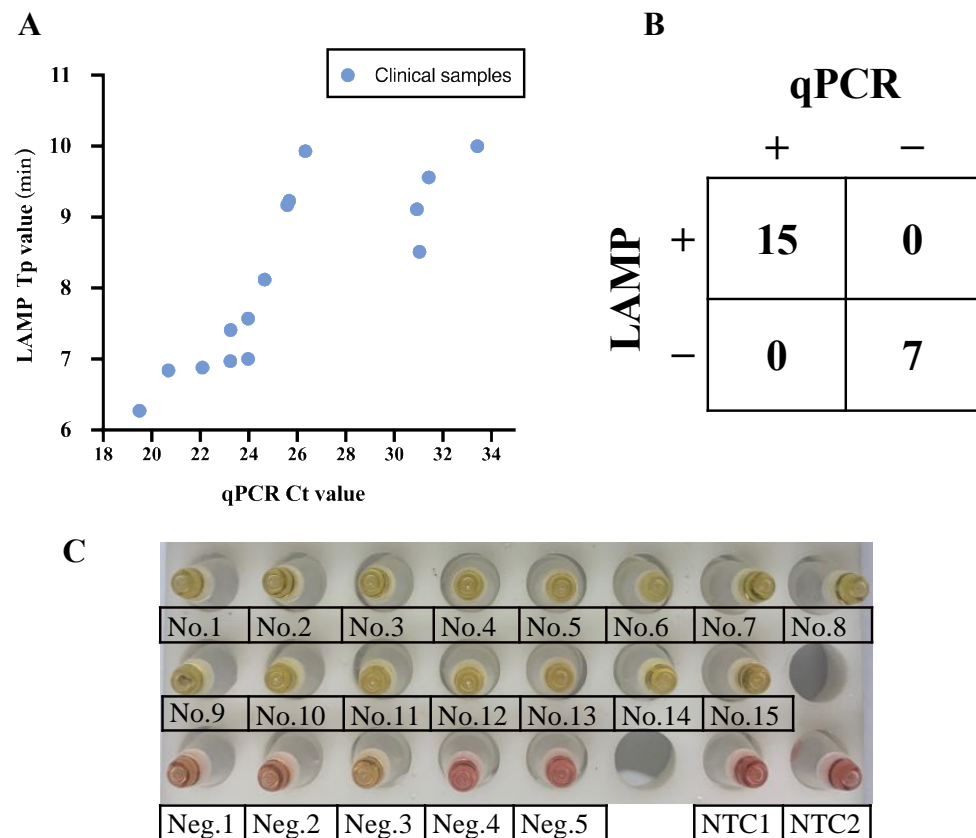 A
Clinical samples
LAMP Tp value (min)
11
10
9
8
7
6
18 20 22 24 26 28 30 32 34
qPCR Ct value
B
qPCR
+ −
LAMP
+ 15 0
− 0 7
C
No.1 No.2 No.3 No.4 No.5 No.6 No.7 No.8
No.9 No.10 No.11 No.12 No.13 No.14 No.15
Neg.1 Neg.2 Neg.3 Neg.4 Neg.5 NTC1 NTC2